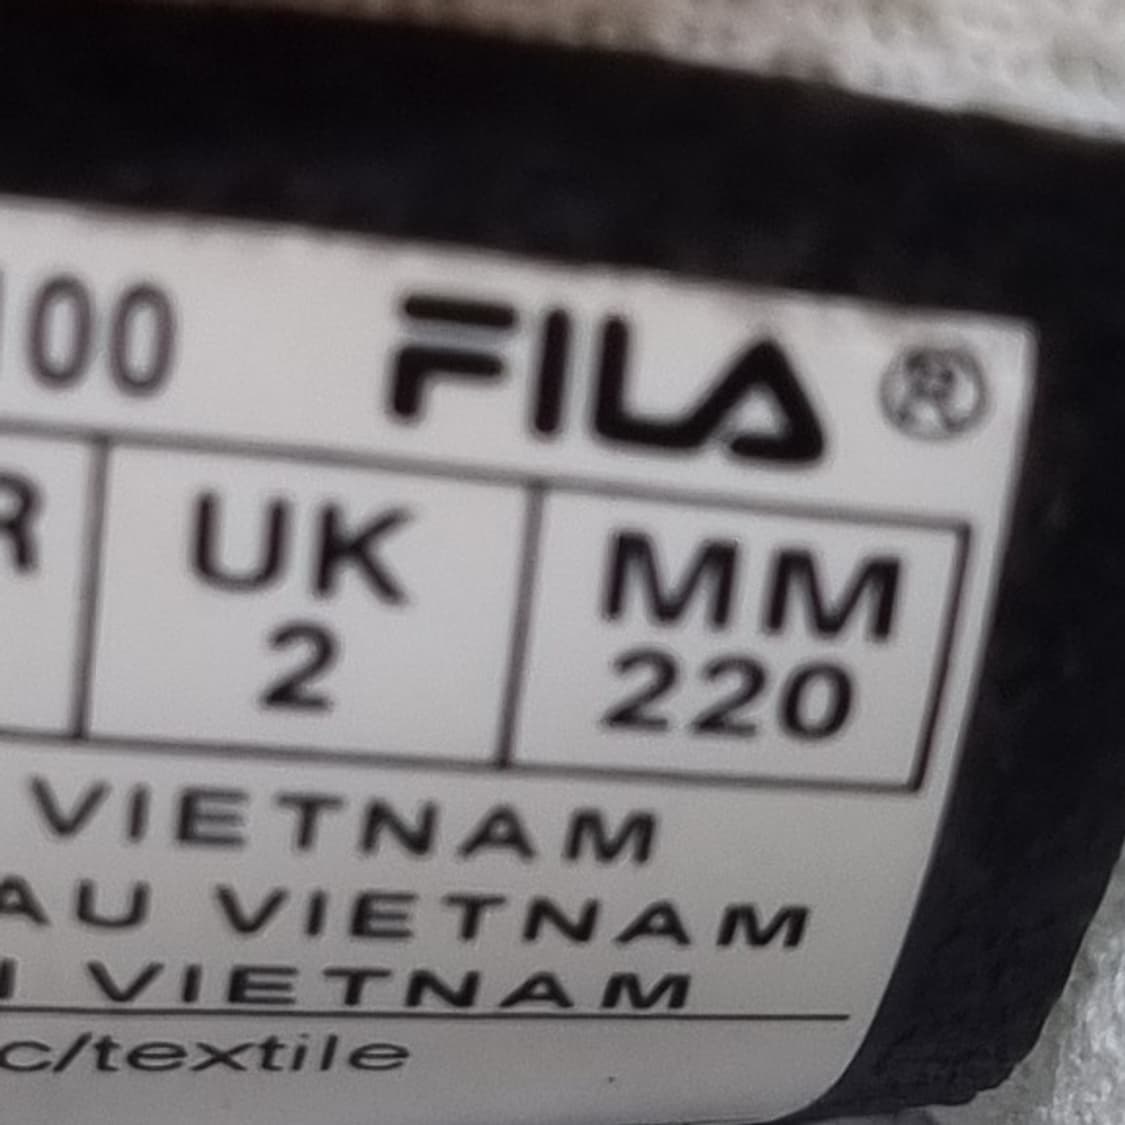 100 FILA®
R UK MM
2 220
VIETNAM
AU VIETNAM
I VIETNAM
c/textile